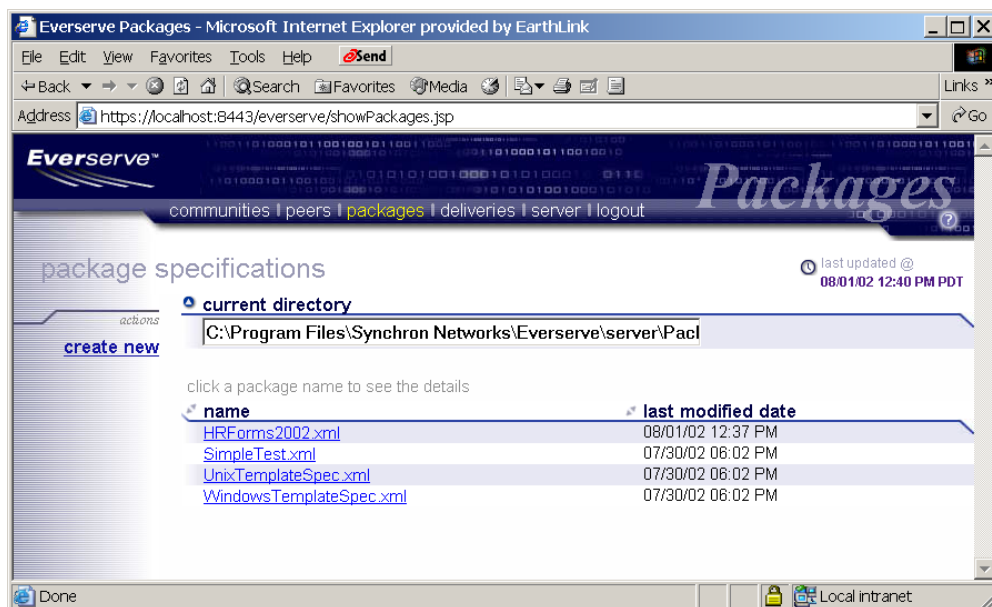 Everserve Packages - Microsoft Internet Explorer provided by EarthLink
File Edit View Favorites Tools Help eSend
Back Search Favorites Media Links »
Address https://localhost:8443/everserve/showPackages.jsp Go
Everserve™
Packages
communities | peers | packages | deliveries | server | logout
package specifications
last updated @
08/01/02 12:40 PM PDT
actions
create new
current directory
C:\Program Files\Synchron Networks\Everserve\server\Pacl
click a package name to see the details
name last modified date
HRForms2002.xml 08/01/02 12:37 PM
SimpleTest.xml 07/30/02 06:02 PM
UnixTemplateSpec.xml 07/30/02 06:02 PM
WindowsTemplateSpec.xml 07/30/02 06:02 PM
Done Local intranet